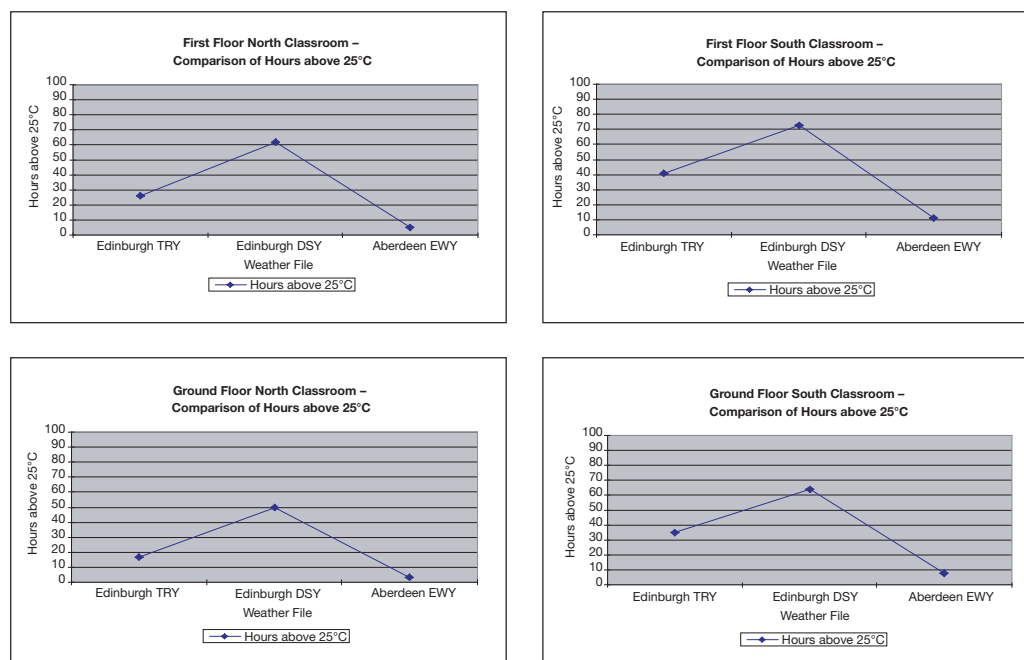 First Floor North Classroom –
Comparison of Hours above 25°C
Hours above 25°C
100
90
80
70
60
50
40
30
20
10
0
Edinburgh TRY Edinburgh DSY Aberdeen EWY
Weather File
Hours above 25°C
First Floor South Classroom –
Comparison of Hours above 25°C
Hours above 25°C
100
90
80
70
60
50
40
30
20
10
0
Edinburgh TRY Edinburgh DSY Aberdeen EWY
Weather File
Hours above 25°C
Ground Floor North Classroom –
Comparison of Hours above 25°C
Hours above 25°C
100
90
80
70
60
50
40
30
20
10
0
Edinburgh TRY Edinburgh DSY Aberdeen EWY
Weather File
Hours above 25°C
Ground Floor South Classroom –
Comparison of Hours above 25°C
Hours above 25°C
100
90
80
70
60
50
40
30
20
10
0
Edinburgh TRY Edinburgh DSY Aberdeen EWY
Weather File
Hours above 25°C